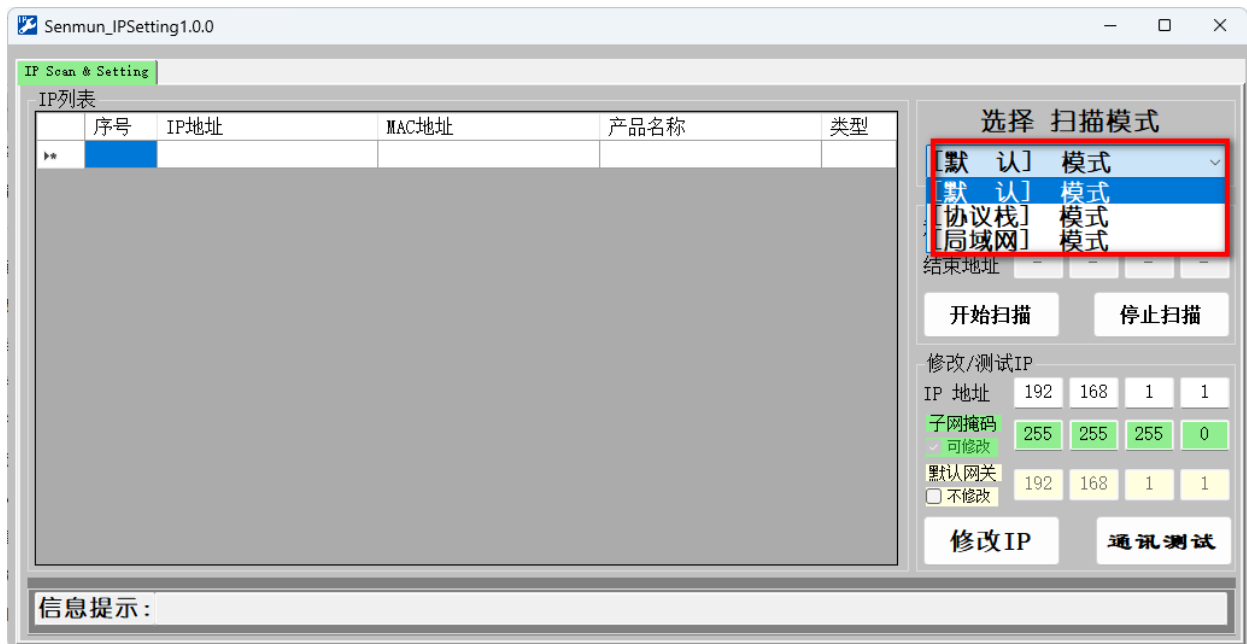 Senmun_IPSetting1.0.0
IP Scan & Setting
IP列表
序号 IP地址 MAC地址 产品名称 类型
选择 扫描模式
[默 认] 模式
[默 认] 模式
[协议栈] 模式
[局域网] 模式
结束地址 - - - -
开始扫描 停止扫描
修改/测试IP
IP 地址 192 168 1 1
子网掩码 255 255 255 0
可修改
默认网关 192 168 1 1
不修改
修改IP 通讯测试
信息提示: